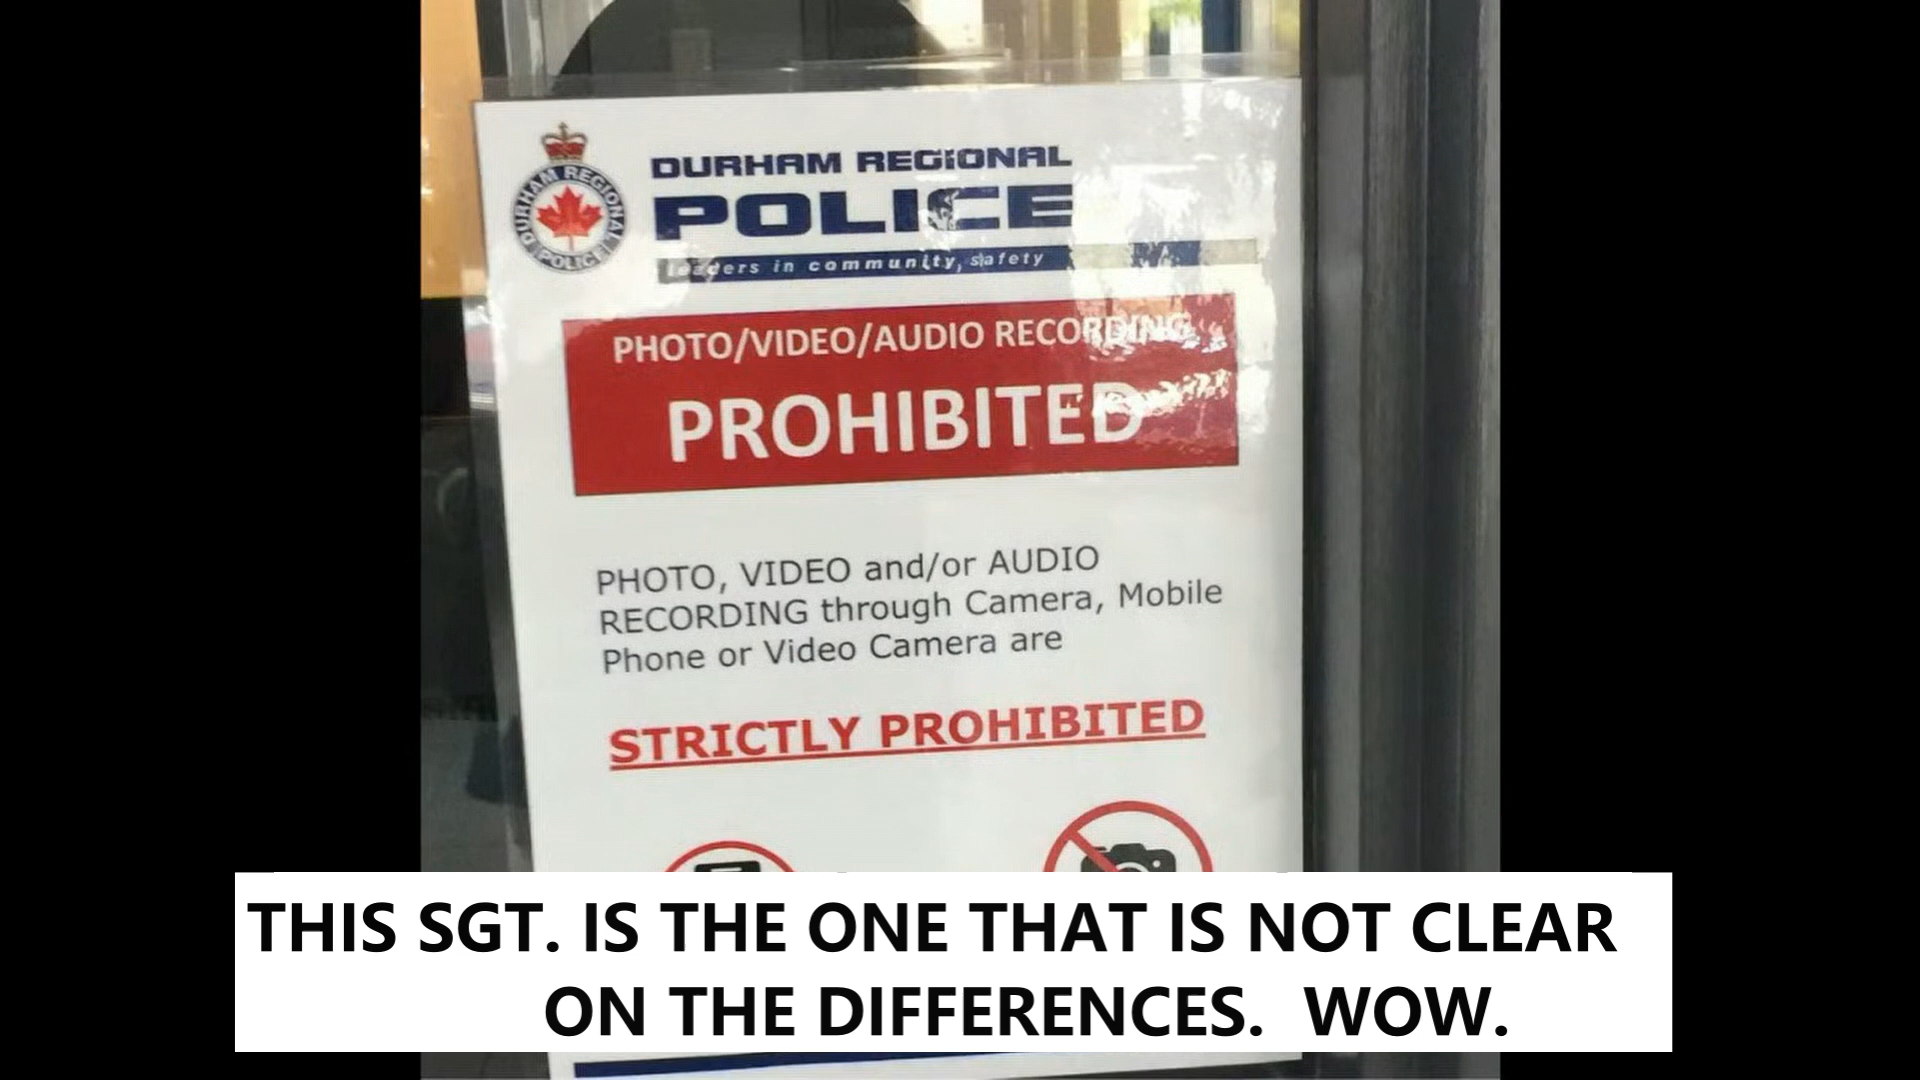 DURHAM REGIONAL
POLICE
DURHAM REGIONAL
POLICE
leaders in community safety
PHOTO/VIDEO/AUDIO RECORDING
PROHIBITED
PHOTO, VIDEO and/or AUDIO
RECORDING through Camera, Mobile
Phone or Video Camera are
STRICTLY PROHIBITED
THIS SGT. IS THE ONE THAT IS NOT CLEAR
ON THE DIFFERENCES. WOW.